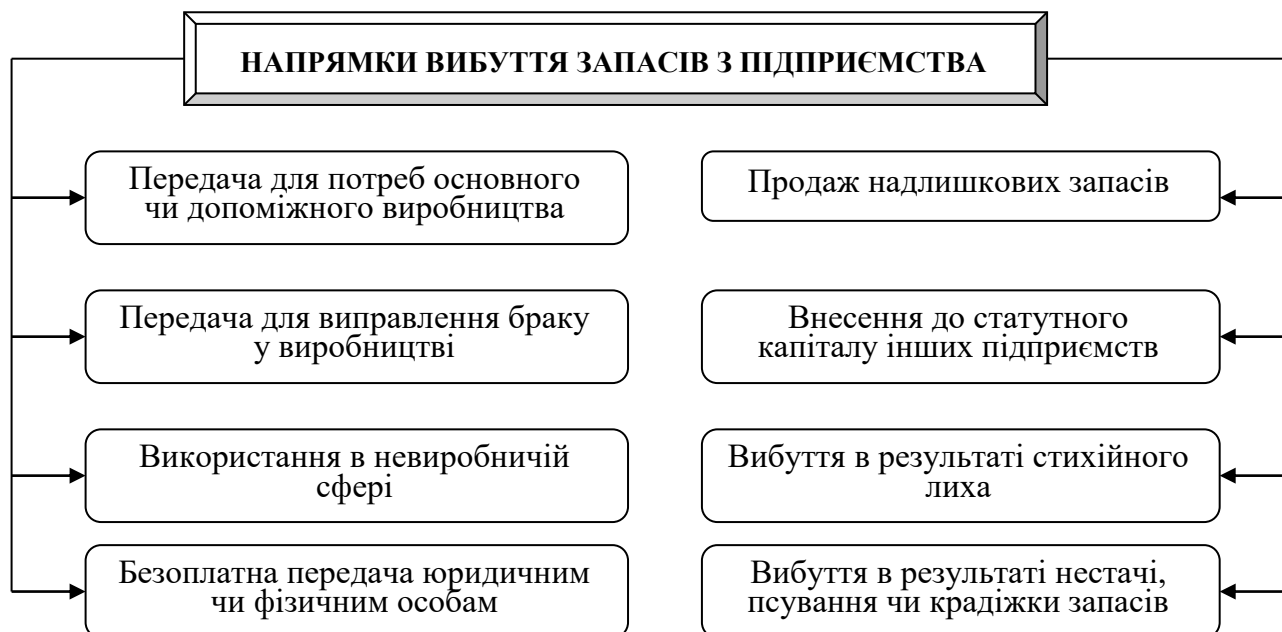 НАПРЯМКИ ВИБУТТЯ ЗАПАСІВ З ПІДПРИЄМСТВА
Передача для потреб основного
чи допоміжного виробництва
Продаж надлишкових запасів
Передача для виправлення браку
у виробництві
Внесення до статутного
капіталу інших підприємств
Використання в невиробничій
сфері
Вибуття в результаті стихійного
лиха
Безоплатна передача юридичним
чи фізичним особам
Вибуття в результаті нестачі,
псування чи крадіжки запасів